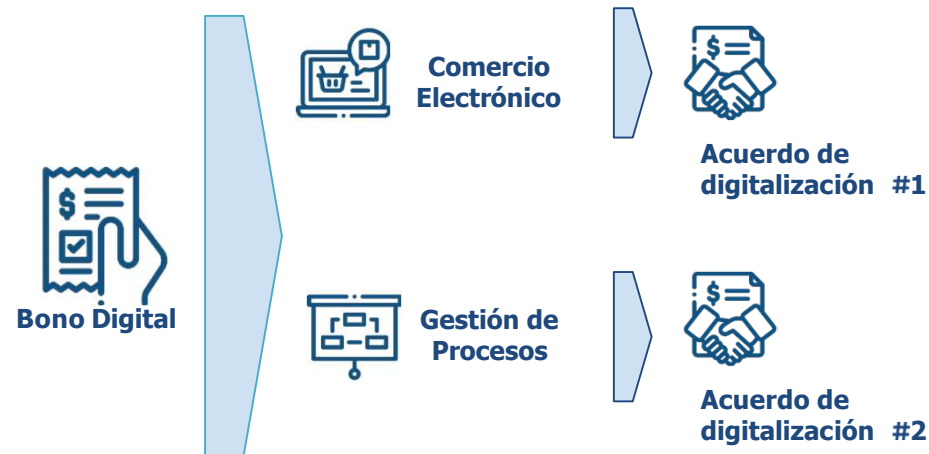 Comercio
Electrónico
Acuerdo de
digitalización #1
Bono Digital
Gestión de
Procesos
Acuerdo de
digitalización #2